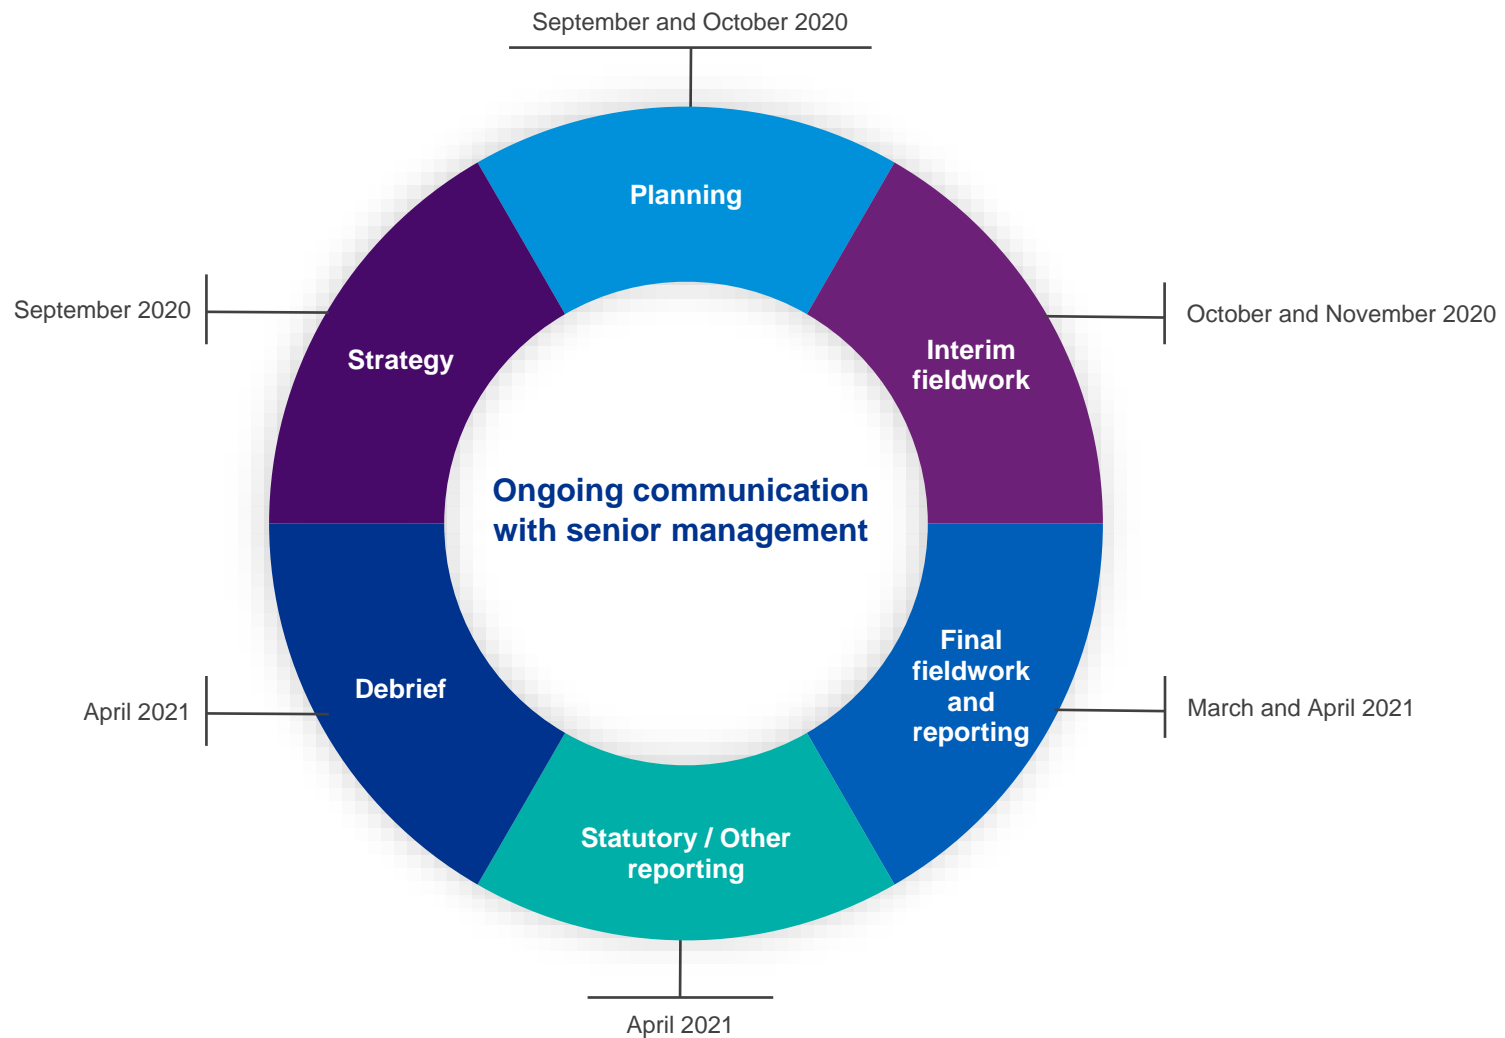 September and October 2020
Planning
September 2020
October and November 2020
Strategy
Interim
fieldwork
Ongoing communication
with senior management
Final
fieldwork
and
reporting
March and April 2021
Debrief
April 2021
Statutory / Other
reporting
April 2021